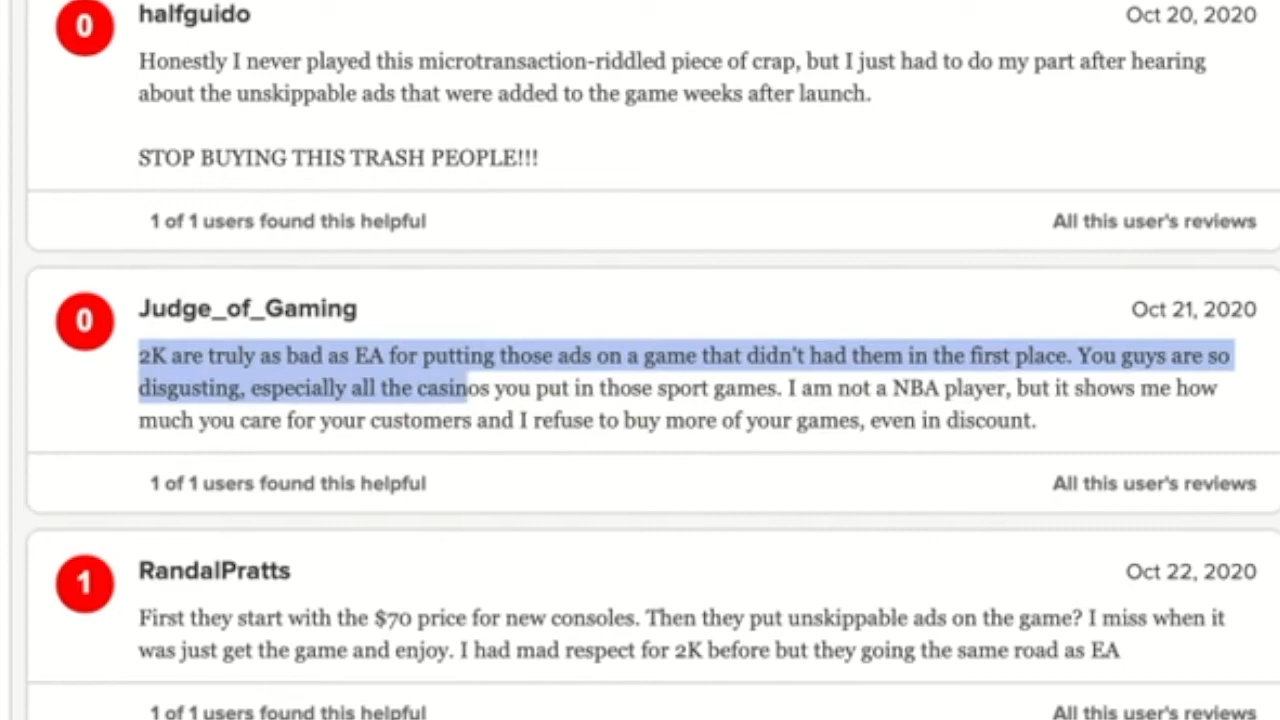 0 halfguido Oct 20, 2020
Honestly I never played this microtransaction-riddled piece of crap, but I just had to do my part after hearing
about the unskippable ads that were added to the game weeks after launch.
STOP BUYING THIS TRASH PEOPLE!!!
1 of 1 users found this helpful All this user's reviews
0 Judge_of_Gaming Oct 21, 2020
2K are truly as bad as EA for putting those ads on a game that didn't had them in the first place. You guys are so
disgusting, especially all the casinos you put in those sport games. I am not a NBA player, but it shows me how
much you care for your customers and I refuse to buy more of your games, even in discount.
1 of 1 users found this helpful All this user's reviews
1 RandalPratts Oct 22, 2020
First they start with the $70 price for new consoles. Then they put unskippable ads on the game? I miss when it
was just get the game and enjoy. I had mad respect for 2K before but they going the same road as EA
1 of 1 users found this helpful All this user's reviews